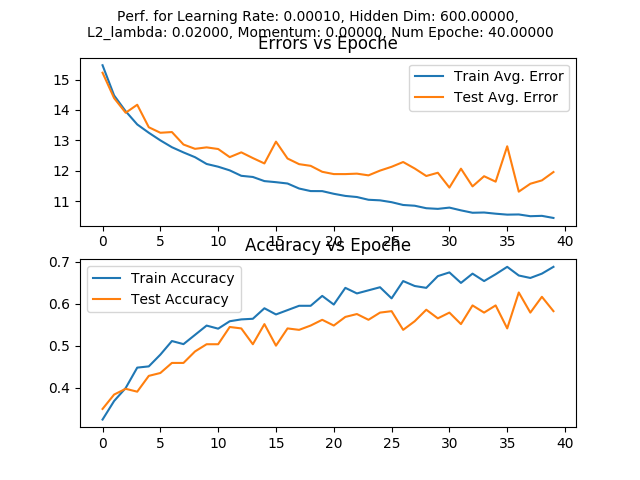 Perf. for Learning Rate: 0.00010, Hidden Dim: 600.00000,
L2_lambda: 0.02000, Momentum: 0.00000, Num Epoche: 40.00000
Errors vs Epoche
15
14
13
12
11
Train Avg. Error
Test Avg. Error
0 5 10 15 20 25 30 35 40
Accuracy vs Epoche
0.7
0.6
0.5
0.4
Train Accuracy
Test Accuracy
0 5 10 15 20 25 30 35 40